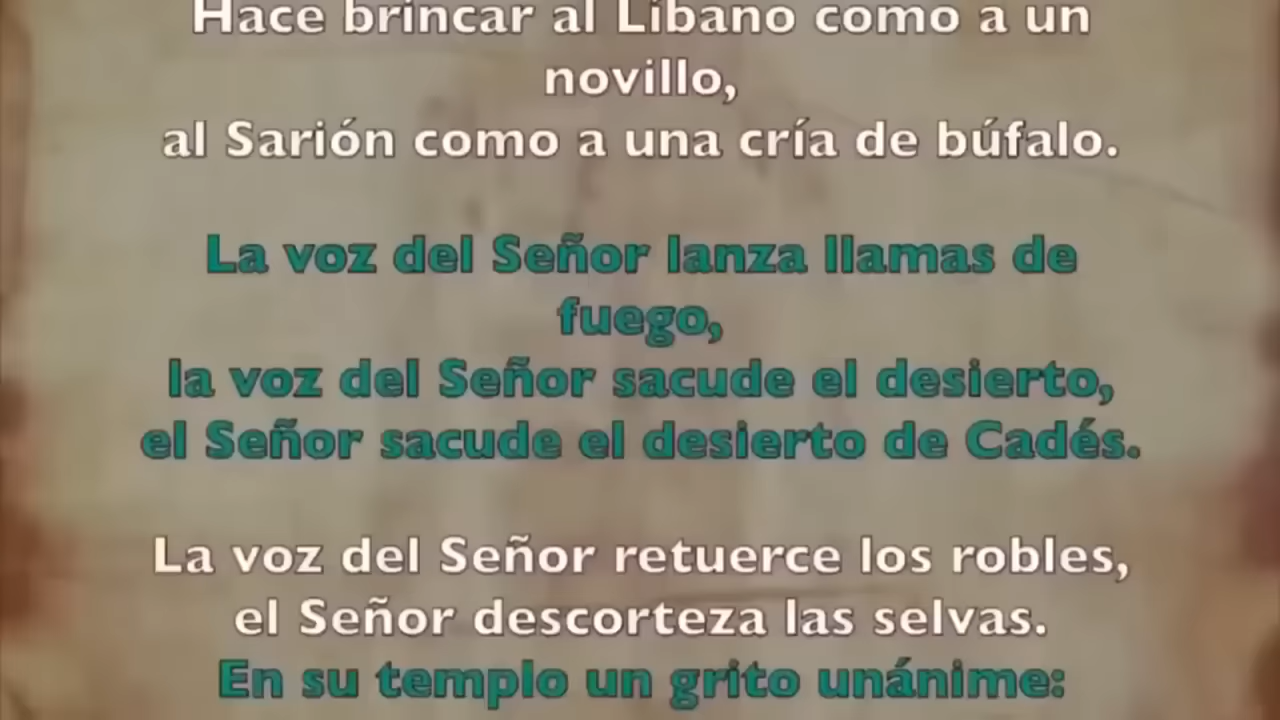 Hace brincar al Líbano como a un
novillo,
al Sarión como a una cría de búfalo.
La voz del Señor lanza llamas de
fuego,
la voz del Señor sacude el desierto,
el Señor sacude el desierto de Cadés.
La voz del Señor retuerce los robles,
el Señor descorteza las selvas.
En su templo un grito unánime: